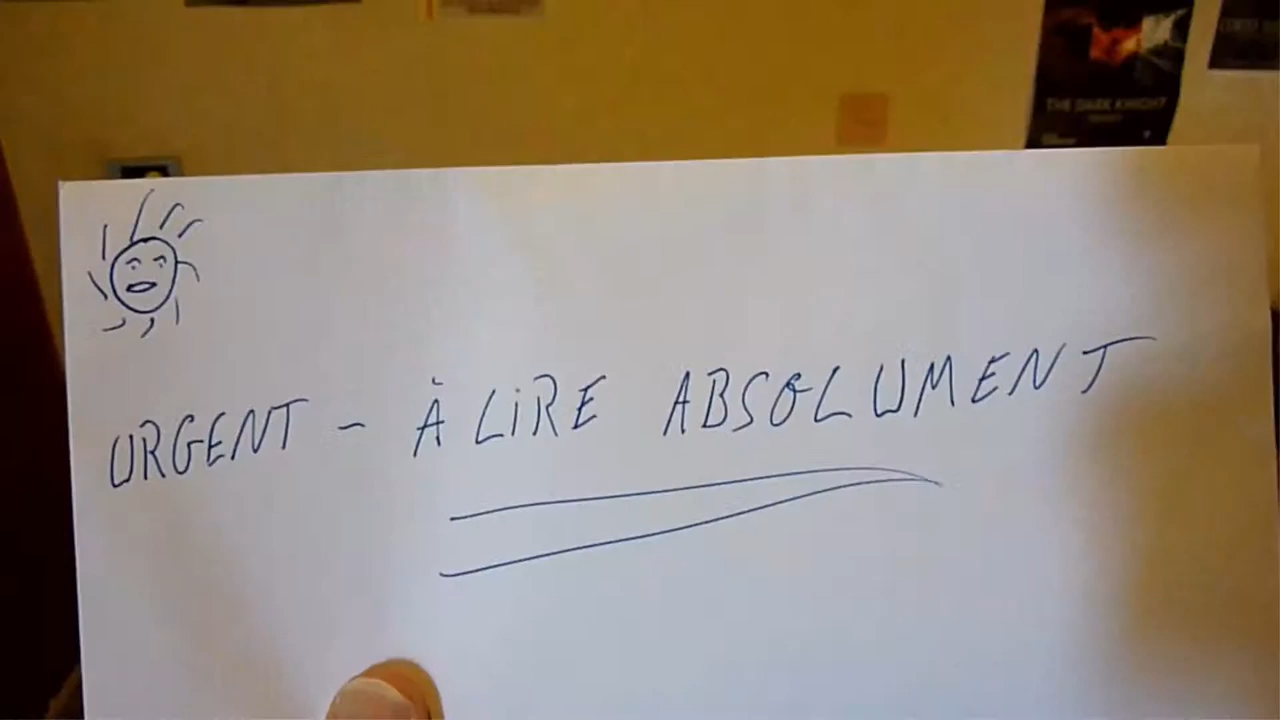 THE DARK KNIGHT
URGENT - À LIRE ABSOLUMENT